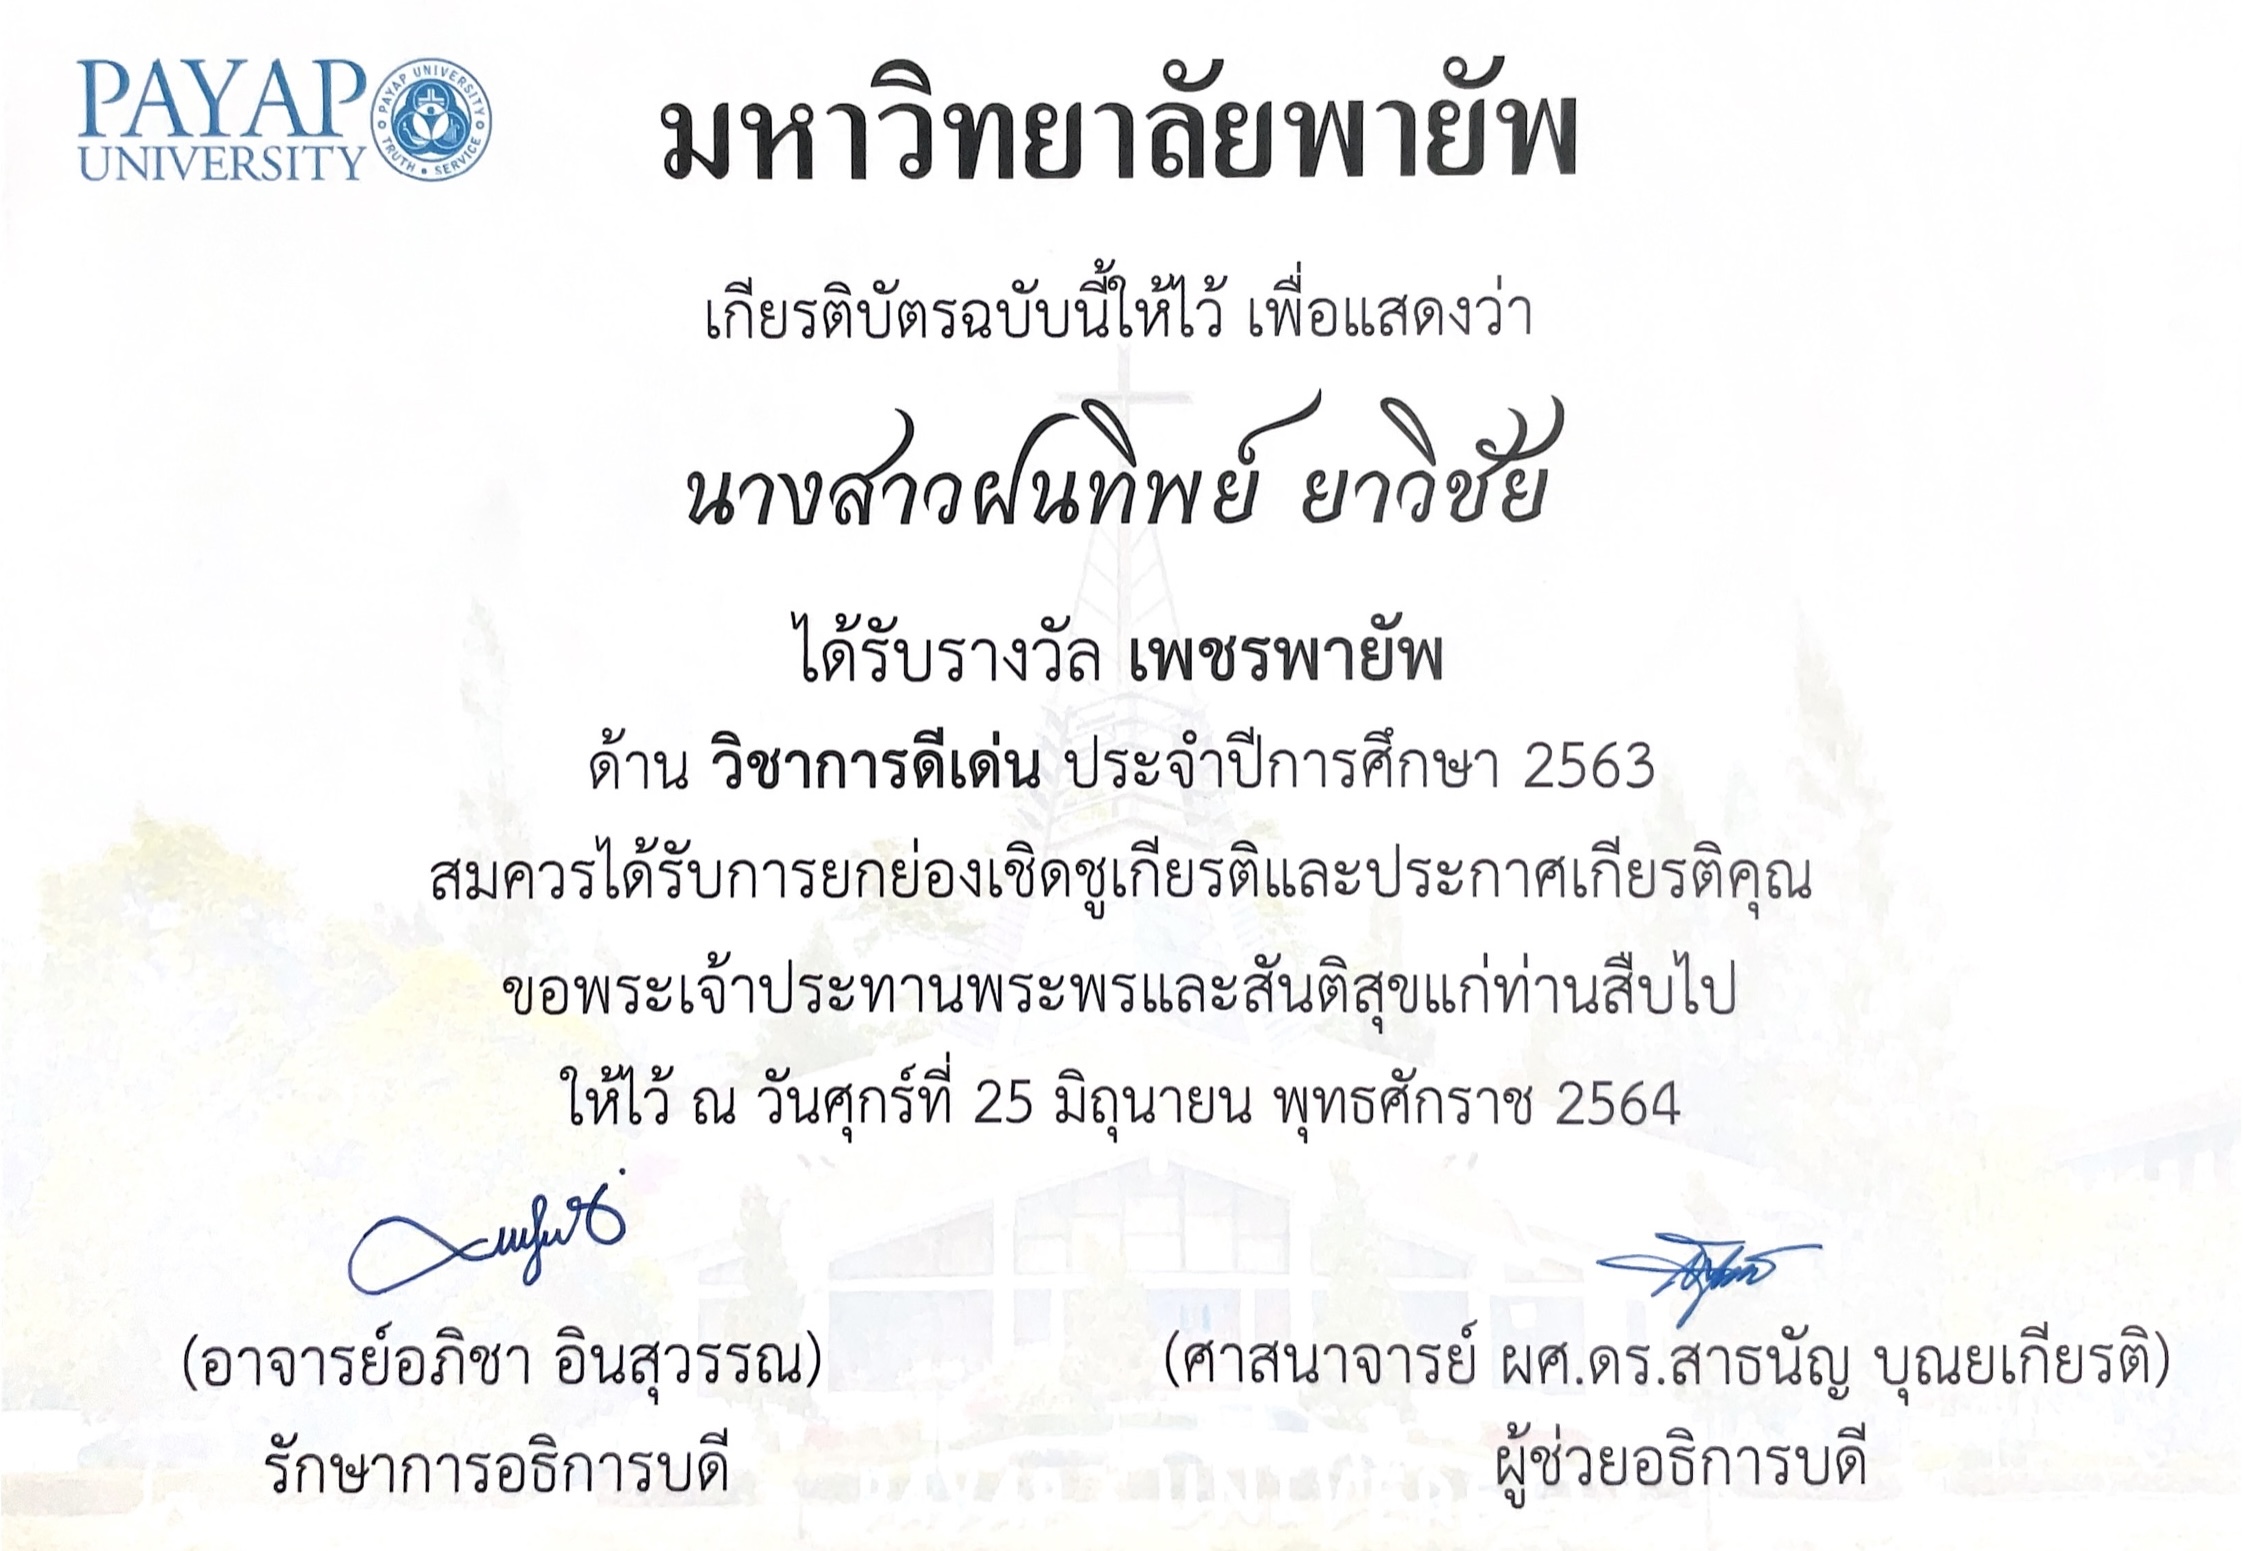 PAYAP
UNIVERSITY
PAYAP UNIVERSITY
TRUTH • SERVICE
มหาวิทยาลัยพายัพ
เกียรติบัตรฉบับนี้ให้ไว้ เพื่อแสดงว่า
นางสาวฝนทิพย์ ยาวิชัย
ได้รับรางวัล เพชรพายัพ
ด้าน วิชาการดีเด่น ประจำปีการศึกษา 2563
สมควรได้รับการยกย่องเชิดชูเกียรติและประกาศเกียรติคุณ
ขอพระเจ้าประทานพระพรและสันติสุขแก่ท่านสืบไป
ให้ไว้ ณ วันศุกร์ที่ 25 มิถุนายน พุทธศักราช 2564
(อาจารย์อภิชา อินสุวรรณ)
รักษาการอธิการบดี
(ศาสนาจารย์ ผศ.ดร.สาธนัญ บุณยเกียรติ)
ผู้ช่วยอธิการบดี